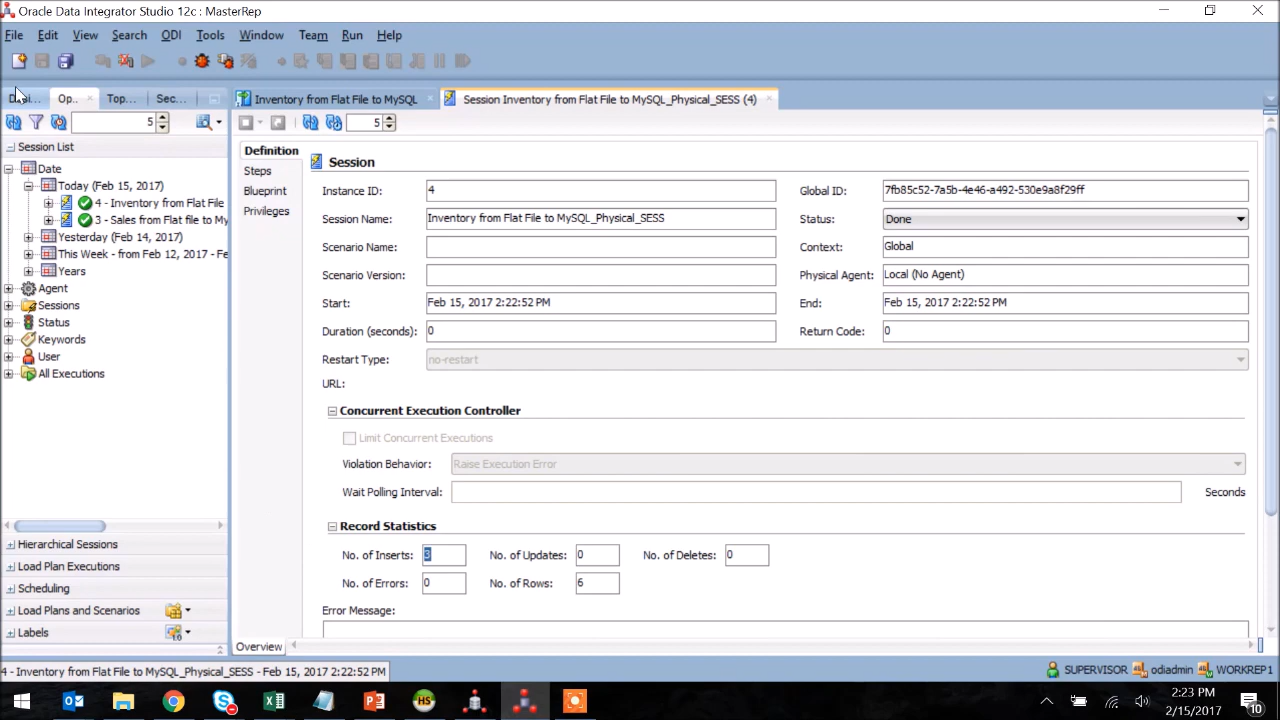 Oracle Data Integrator Studio 12c : MasterRep
File Edit View Search ODI Tools Window Team Run Help
Op... Top... Sec... Inventory from Flat File to MySQL Session Inventory from Flat File to MySQL_Physical_SESS (4)
5 5
Session List
Date
Today (Feb 15, 2017)
4 - Inventory from Flat File
3 - Sales from Flat file to My
Yesterday (Feb 14, 2017)
This Week - from Feb 12, 2017 - Fe
Years
Agent
Sessions
Status
Keywords
User
All Executions
Hierarchical Sessions
Load Plan Executions
Scheduling
Load Plans and Scenarios
Labels
Definition
Steps
Blueprint
Privileges
Session
Instance ID: 4 Global ID: 7fb85c52-7a5b-4e46-a492-530e9a8f29ff
Session Name: Inventory from Flat File to MySQL_Physical_SESS Status: Done
Scenario Name: Context: Global
Scenario Version: Physical Agent: Local (No Agent)
Start: Feb 15, 2017 2:22:52 PM End: Feb 15, 2017 2:22:52 PM
Duration (seconds): 0 Return Code: 0
Restart Type: no-restart
URL:
Concurrent Execution Controller
Limit Concurrent Executions
Violation Behavior: Raise Execution Error
Wait Polling Interval: Seconds
Record Statistics
No. of Inserts: 3 No. of Updates: 0 No. of Deletes: 0
No. of Errors: 0 No. of Rows: 6
Error Message:
Overview
4 - Inventory from Flat File to MySQL_Physical_SESS - Feb 15, 2017 2:22:52 PM SUPERVISOR odiadmin WORKREP1
HS
2:23 PM
2/15/2017
10